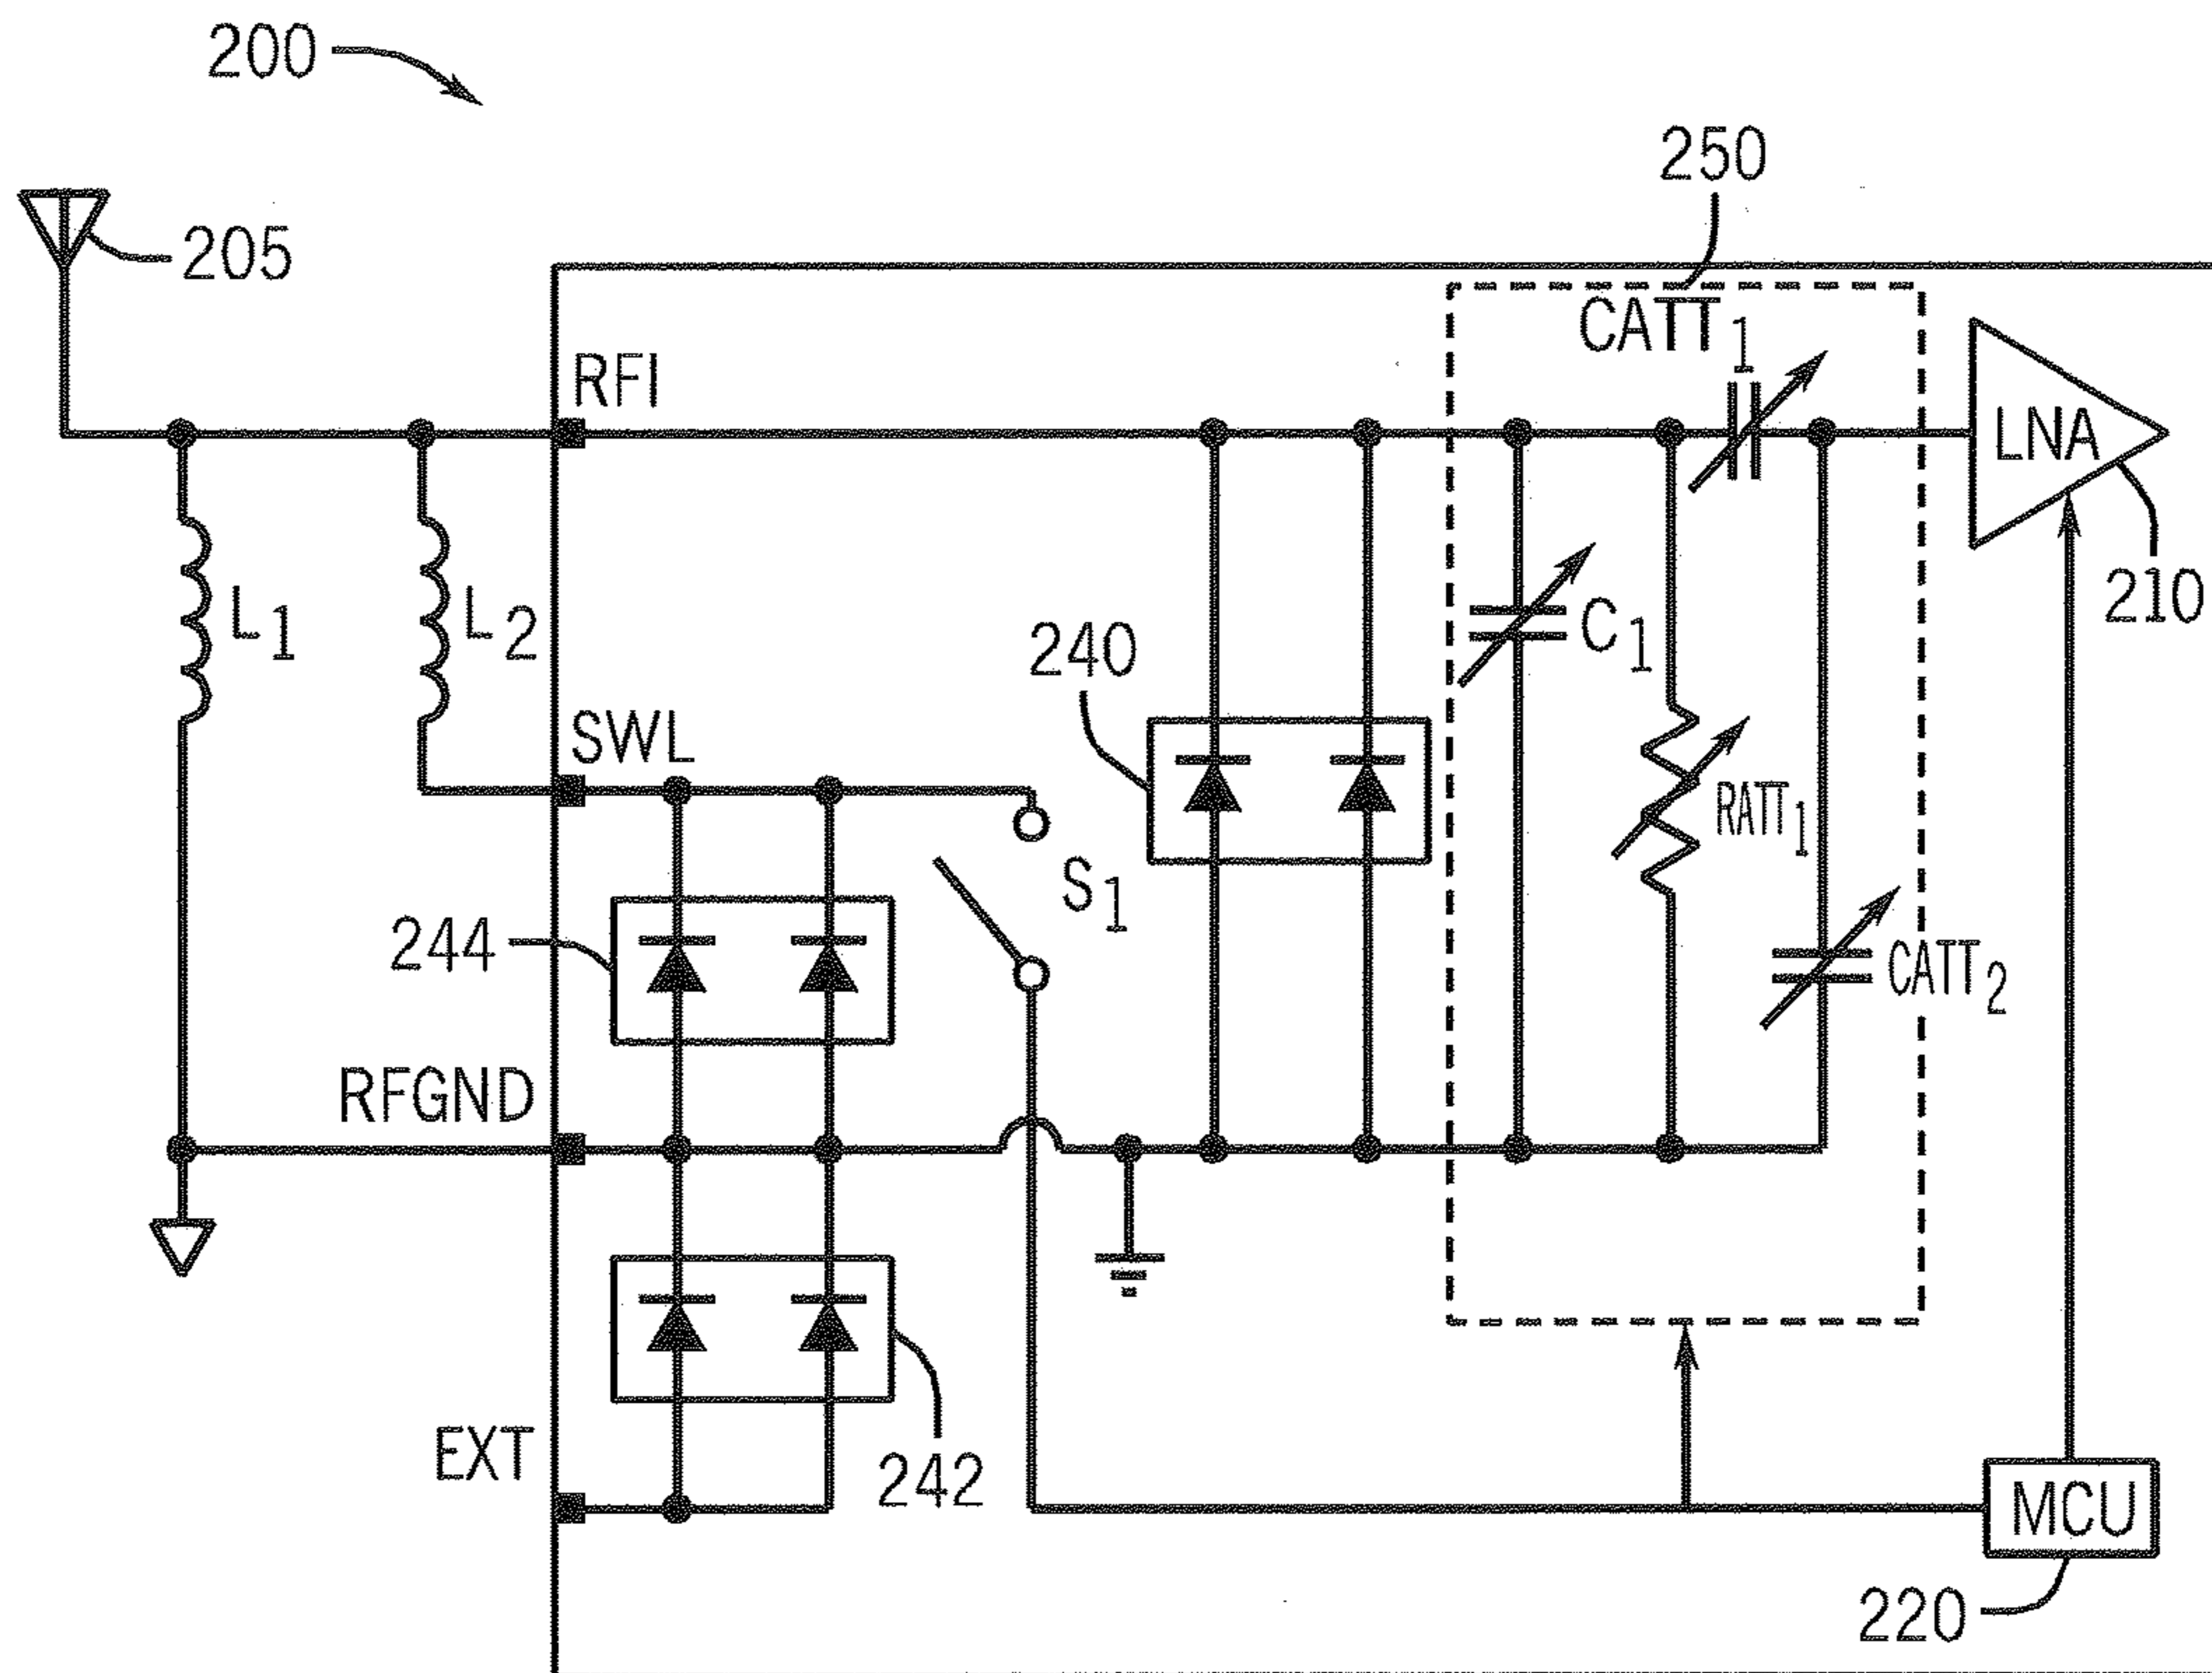 200
250
205
CATT1
RFI
LNA
210
L1
L2
C1
240
SWL
RATT1
S1
244
CATT2
RFGND
EXT
242
MCU
220